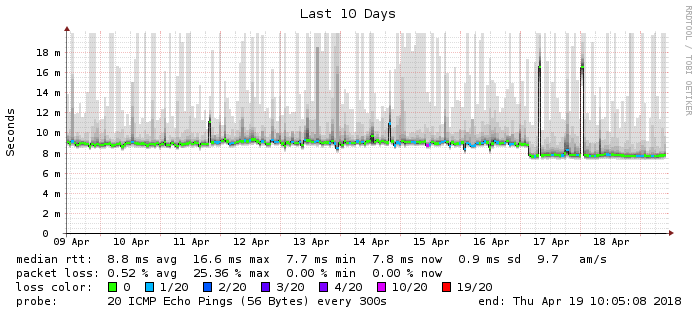 Last 10 Days
RRDTOOL / TOBI OETIKER
Seconds
18 m
16 m
14 m
12 m
10 m
8 m
6 m
4 m
2 m
0
09 Apr 10 Apr 11 Apr 12 Apr 13 Apr 14 Apr 15 Apr 16 Apr 17 Apr 18 Apr
median rtt: 8.8 ms avg 16.6 ms max 7.7 ms min 7.8 ms now 0.9 ms sd 9.7 am/s
packet loss: 0.52 % avg 25.36 % max 0.00 % min 0.00 % now
loss color: 0 1/20 2/20 3/20 4/20 10/20 19/20
probe: 20 ICMP Echo Pings (56 Bytes) every 300s end: Thu Apr 19 10:05:08 2018